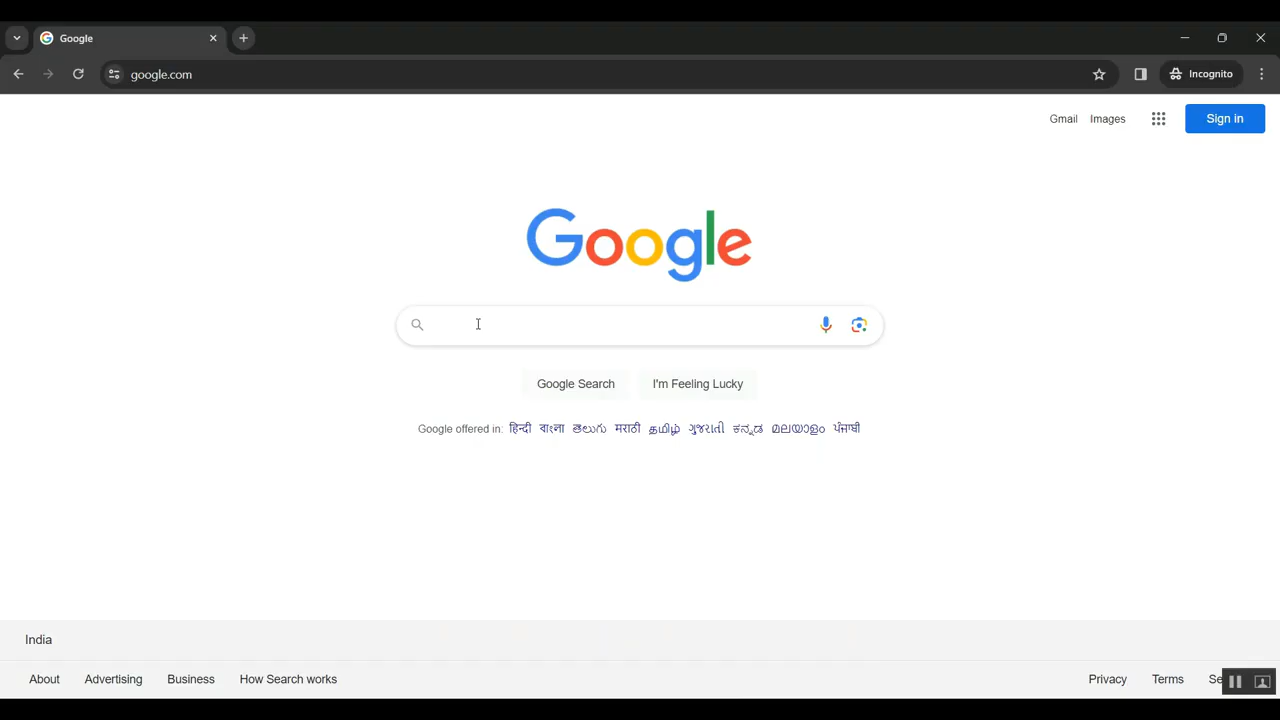 Google
google.com
Incognito
Gmail Images Sign in
Google
Google Search I'm Feeling Lucky
Google offered in: हिन्दी বাংলা తెలుగు मराठी தமிழ் ગુજરાતી ಕನ್ನಡ മലയാളം ਪੰਜਾਬੀ
India
About Advertising Business How Search works Privacy Terms